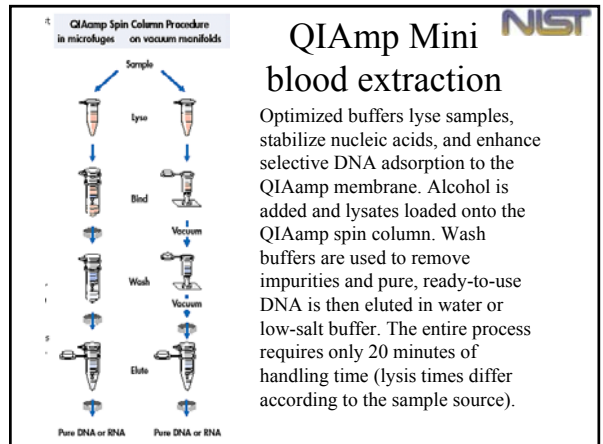 QIAamp Spin Column Procedure
in microfuges on vacuum manifolds
Sample
Lyse
Bind
Vacuum
Wash
Vacuum
Elute
Pure DNA or RNA Pure DNA or RNA
NIST
QIAmp Mini
blood extraction
Optimized buffers lyse samples,
stabilize nucleic acids, and enhance
selective DNA adsorption to the
QIAamp membrane. Alcohol is
added and lysates loaded onto the
QIAamp spin column. Wash
buffers are used to remove
impurities and pure, ready-to-use
DNA is then eluted in water or
low-salt buffer. The entire process
requires only 20 minutes of
handling time (lysis times differ
according to the sample source).